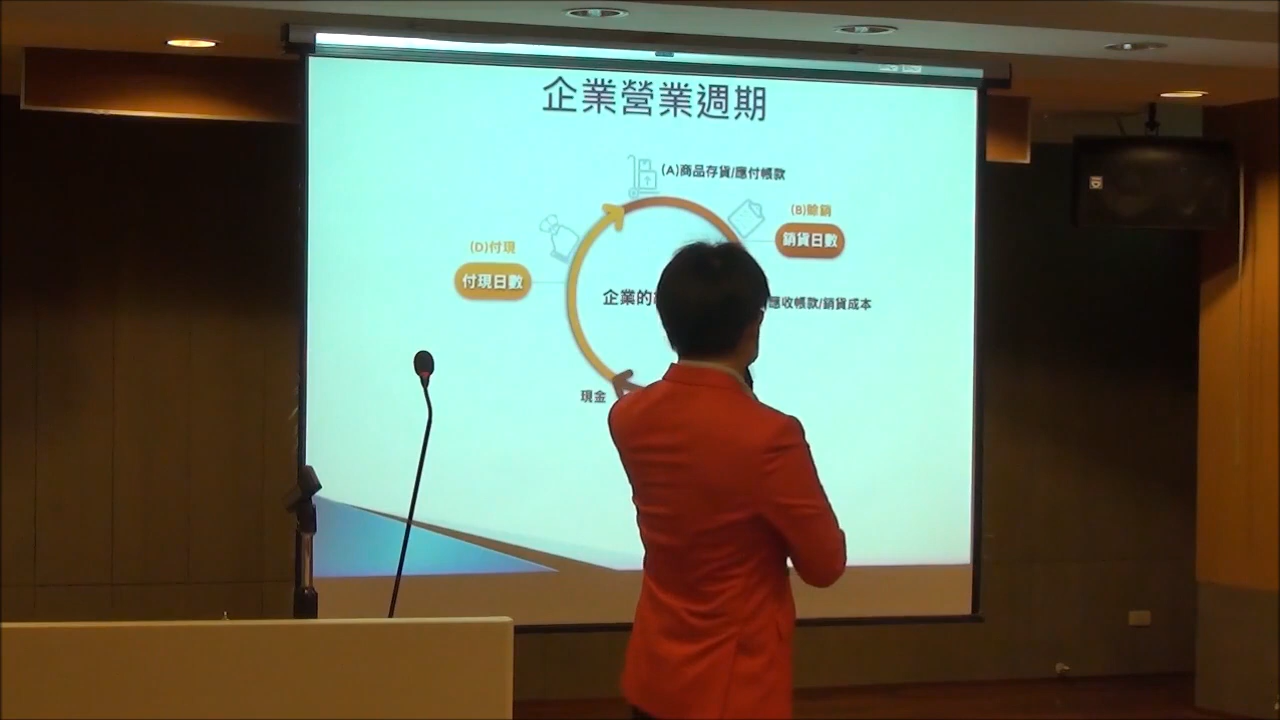 企業營業週期
(A)商品存貨/應付帳款
(B)賒銷
銷貨日數
(D)付現
付現日數
企業的
應收帳款/銷貨成本
現金